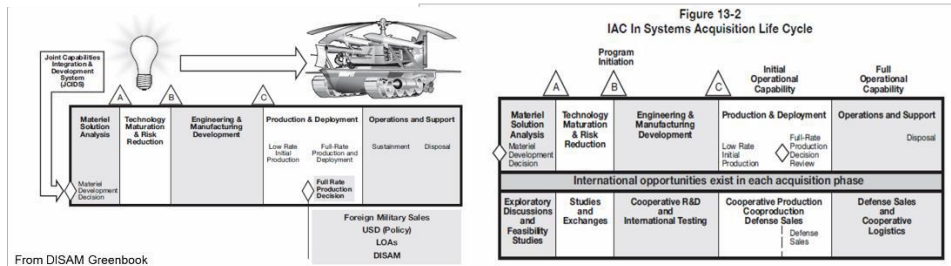 Joint Capabilities
Integration &
Development
System
(JCIDS)
A
B
C
Materiel
Solution
Analysis
Technology
Maturation
& Risk
Reduction
Engineering &
Manufacturing
Development
Production & Deployment
Operations and Support
Low Rate
Initial
Production
Full-Rate
Production and
Deployment
Sustainment
Disposal
Materiel
Development
Decision
Full Rate
Production
Decision
Foreign Military Sales
USD (Policy)
LOAs
DISAM
From DISAM Greenbook
Figure 13-2
IAC In Systems Acquisition Life Cycle
Program
Initiation
Initial
Operational
Capability
Full
Operational
Capability
A
B
C
Materiel
Solution
Analysis
Materiel
Development
Decision
Technology
Maturation
& Risk
Reduction
Engineering &
Manufacturing
Development
Production & Deployment
Low Rate
Initial
Production
Full-Rate
Production
Decision
Review
Operations and Support
Disposal
International opportunities exist in each acquisition phase
Exploratory
Discussions
and
Feasibility
Studies
Studies
and
Exchanges
Cooperative R&D
and
International Testing
Cooperative Production
Coproduction
Defense Sales
Defense
Sales
Defense Sales
and
Cooperative
Logistics